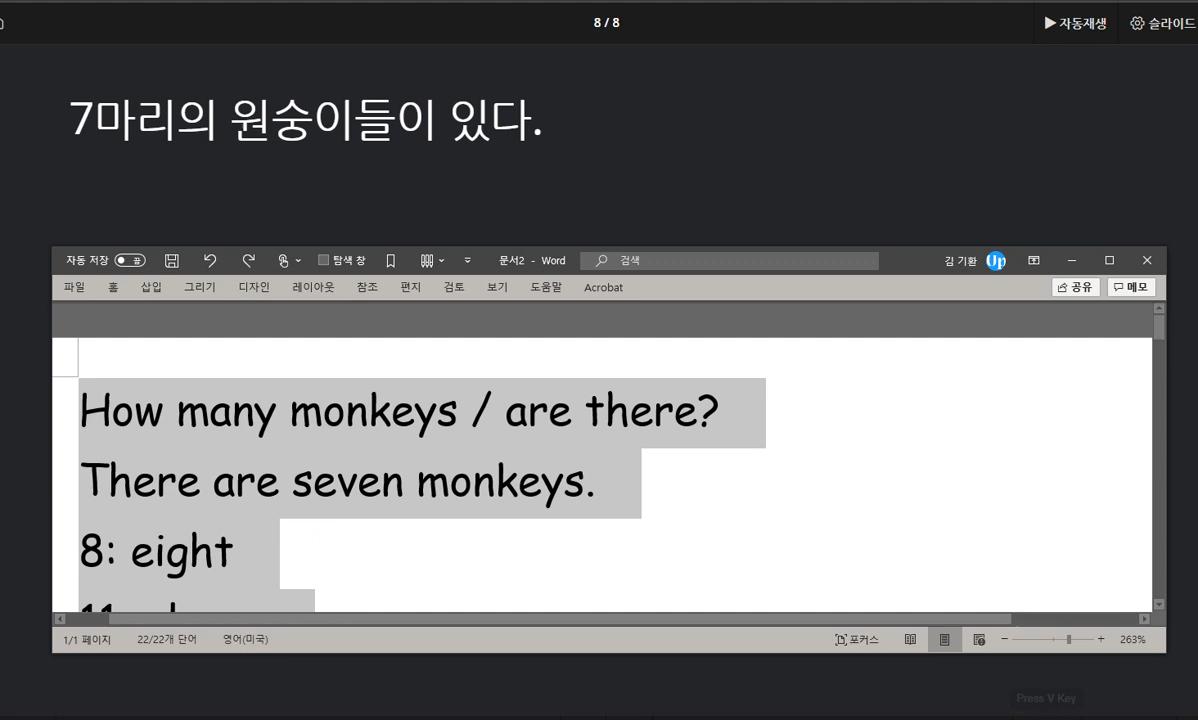 8 / 8
▶ 자동재생
슬라이드
7마리의 원숭이들이 있다.
자동 저장 끔 탐색 창 문서2 - Word 검색 김 기환 Up
파일 홈 삽입 그리기 디자인 레이아웃 참조 편지 검토 보기 도움말 Acrobat 공유 메모
How many monkeys / are there?
There are seven monkeys.
8: eight
1/1 페이지 22/22개 단어 영어(미국) 포커스 263%
Press V Key